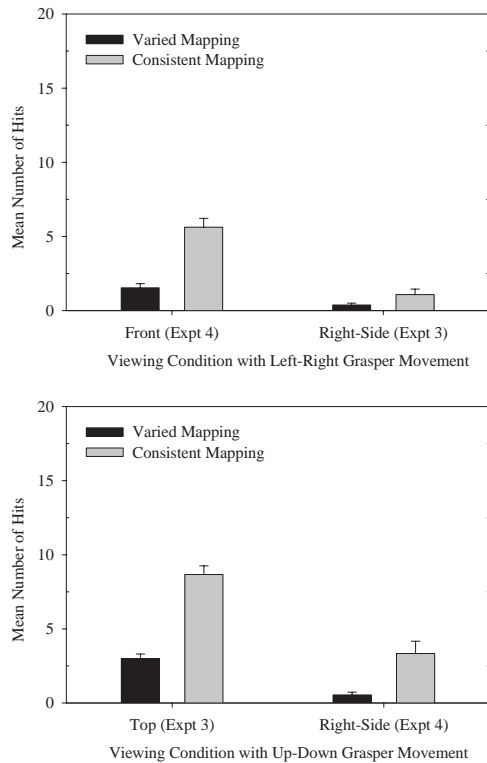 20
15
10
5
0
Mean Number of Hits
Varied Mapping
Consistent Mapping
Front (Expt 4) Right-Side (Expt 3)
Viewing Condition with Left-Right Grasper Movement
20
15
10
5
0
Mean Number of Hits
Varied Mapping
Consistent Mapping
Top (Expt 3) Right-Side (Expt 4)
Viewing Condition with Up-Down Grasper Movement